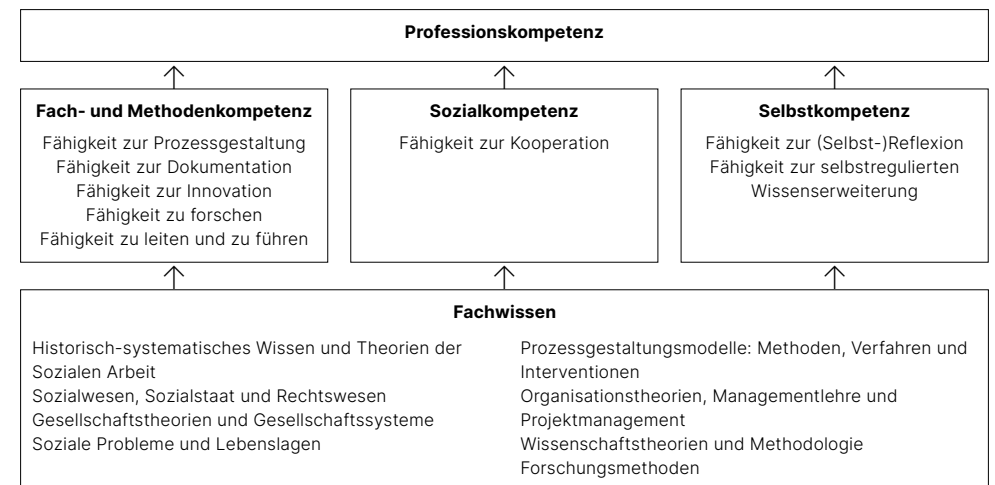 Professionskompetenz
Fach- und Methodenkompetenz
Fähigkeit zur Prozessgestaltung
Fähigkeit zur Dokumentation
Fähigkeit zur Innovation
Fähigkeit zu forschen
Fähigkeit zu leiten und zu führen
Sozialkompetenz
Fähigkeit zur Kooperation
Selbstkompetenz
Fähigkeit zur (Selbst-)Reflexion
Fähigkeit zur selbstregulierten
Wissenserweiterung
Fachwissen
Historisch-systematisches Wissen und Theorien der
Sozialen Arbeit
Sozialwesen, Sozialstaat und Rechtswesen
Gesellschaftstheorien und Gesellschaftssysteme
Soziale Probleme und Lebenslagen
Prozessgestaltungsmodelle: Methoden, Verfahren und
Interventionen
Organisationstheorien, Managementlehre und
Projektmanagement
Wissenschaftstheorien und Methodologie
Forschungsmethoden